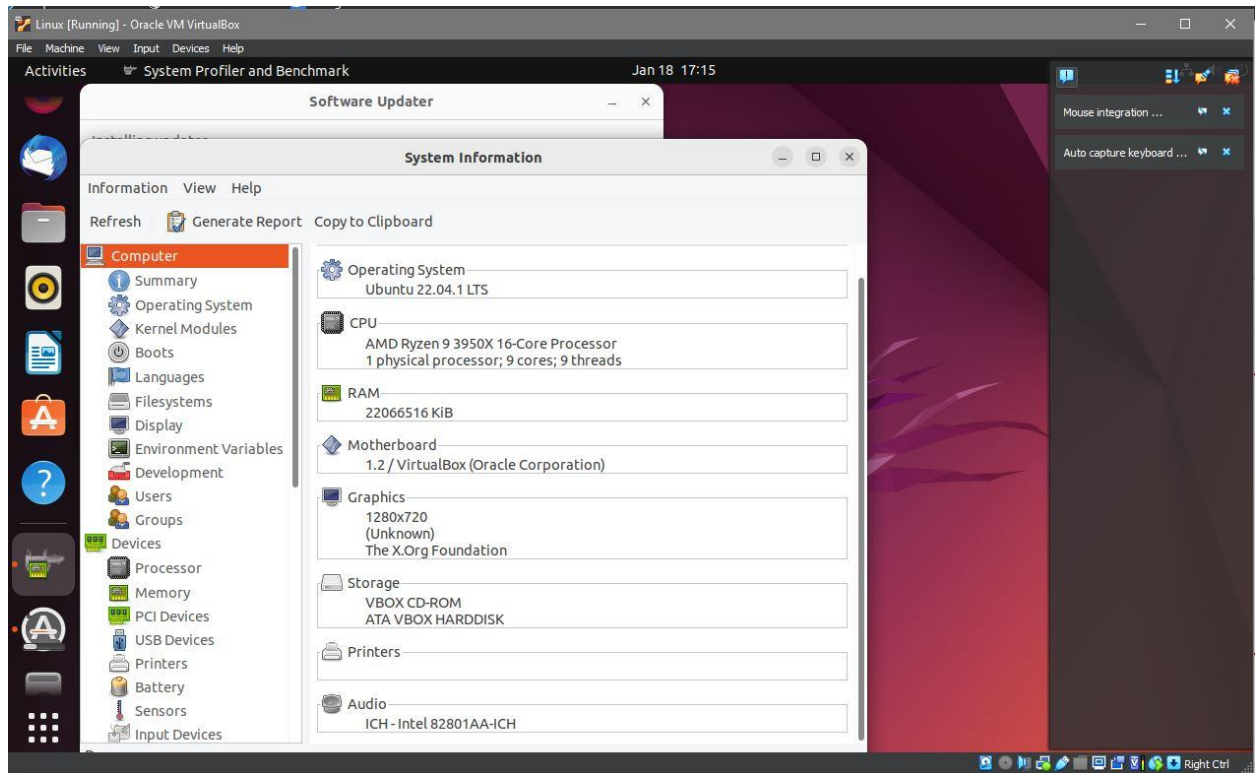 Linux [Running] - Oracle VM VirtualBox
File Machine View Input Devices Help
Activities System Profiler and Benchmark Jan 18 17:15
Software Updater
System Information
Information View Help
Refresh Generate Report Copy to Clipboard
Computer
Summary
Operating System
Kernel Modules
Boots
Languages
Filesystems
Display
Environment Variables
Development
Users
Groups
Devices
Processor
Memory
PCI Devices
USB Devices
Printers
Battery
Sensors
Input Devices
Operating System
Ubuntu 22.04.1 LTS
CPU
AMD Ryzen 9 3950X 16-Core Processor
1 physical processor; 9 cores; 9 threads
RAM
22066516 KiB
Motherboard
1.2 / VirtualBox (Oracle Corporation)
Graphics
1280x720
(Unknown)
The X.Org Foundation
Storage
VBOX CD-ROM
ATA VBOX HARDDISK
Printers
Audio
ICH - Intel 82801AA-ICH
Mouse integration ...
Auto capture keyboard ...
Right Ctrl